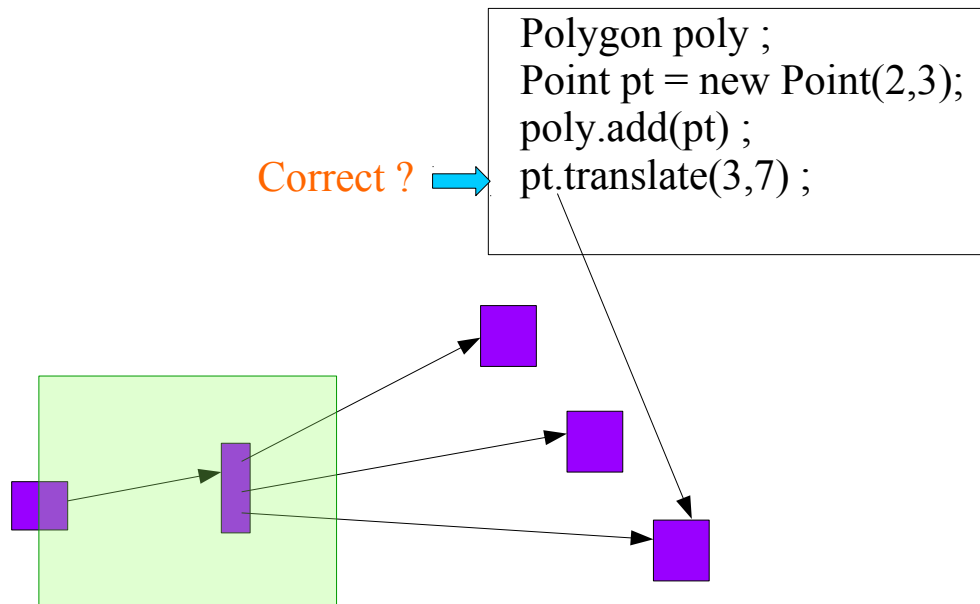 Polygon poly ;
Point pt = new Point(2,3);
poly.add(pt) ;
Correct ?
pt.translate(3,7) ;